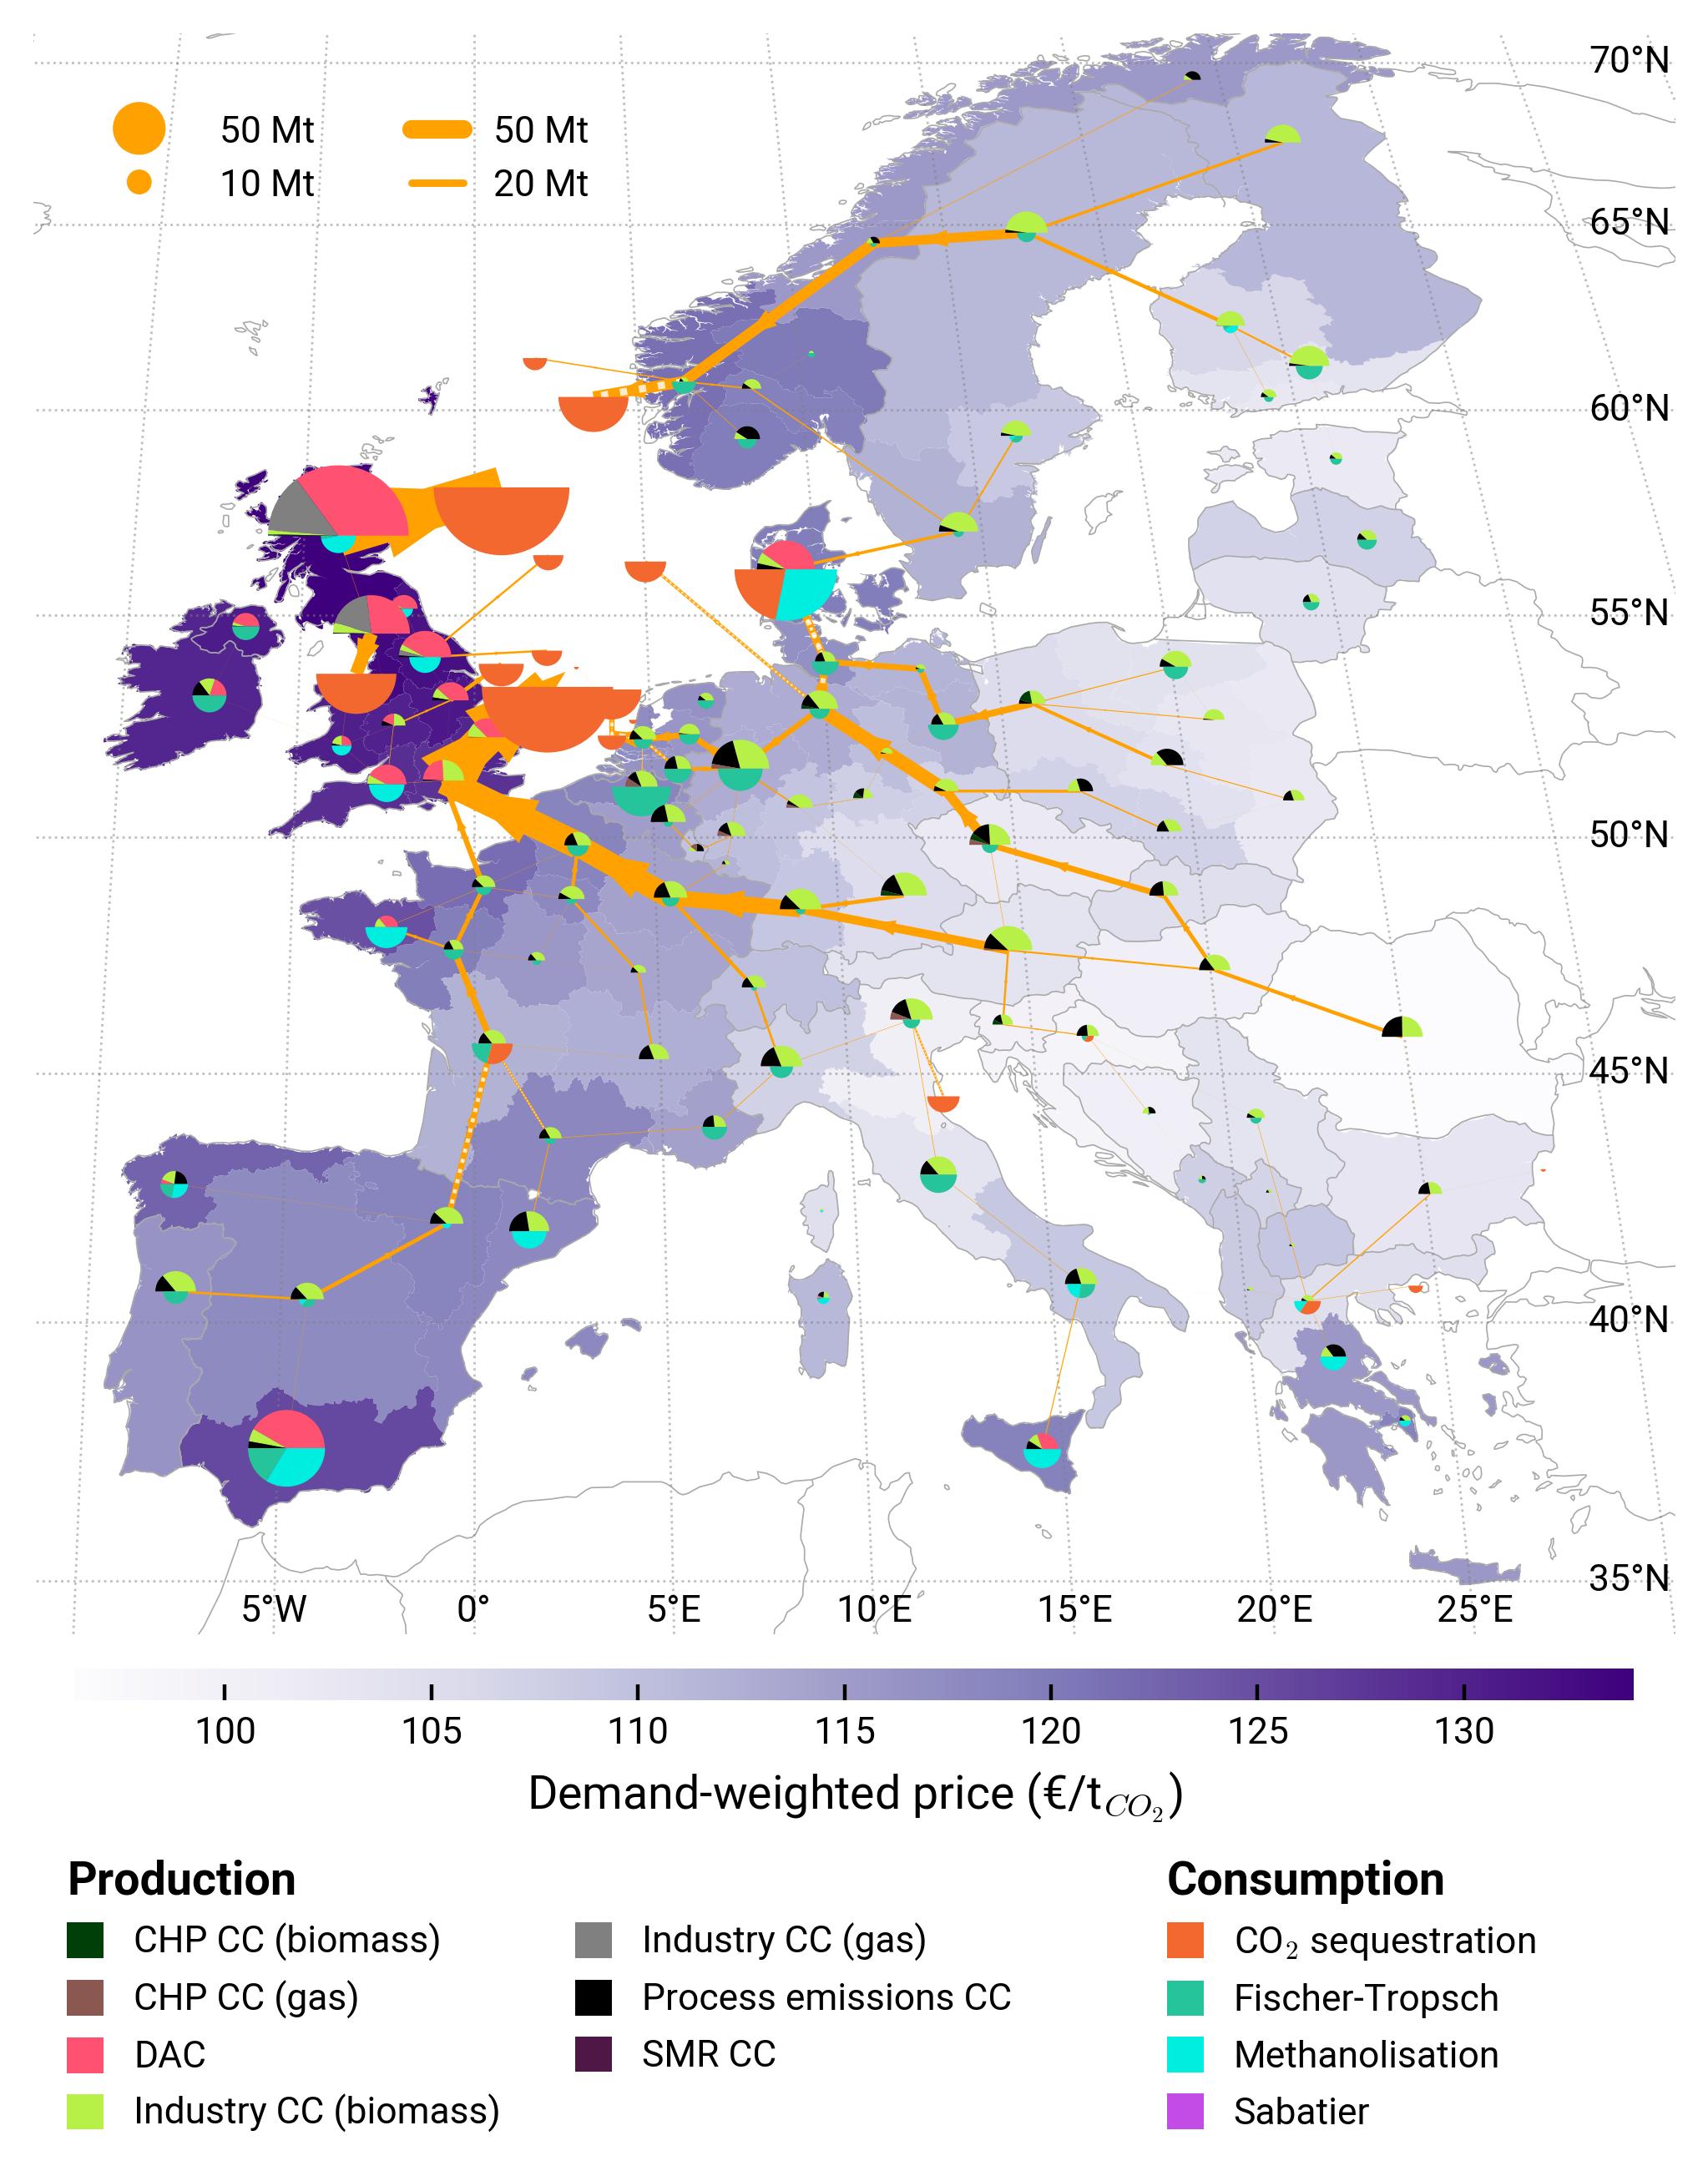 70°N
50 Mt 50 Mt
10 Mt 20 Mt
65°N
60°N
55°N
50°N
45°N
40°N
35°N
5°W 0° 5°E 10°E 15°E 20°E 25°E
100 105 110 115 120 125 130
Demand-weighted price (€/t_CO₂)
Production Consumption
CHP CC (biomass) Industry CC (gas) CO₂ sequestration
CHP CC (gas) Process emissions CC Fischer-Tropsch
DAC SMR CC Methanolisation
Industry CC (biomass) Sabatier